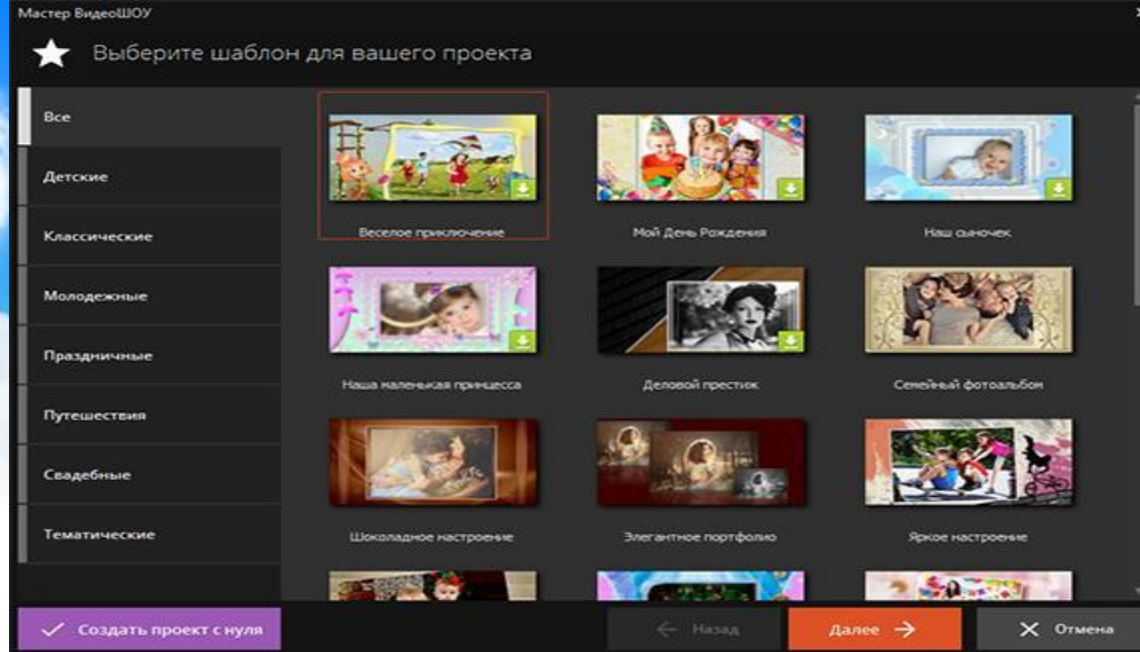 Мастер ВидеоШОУ
Выберите шаблон для вашего проекта
Все
Детские
Классические
Молодежные
Праздничные
Путешествия
Свадебные
Тематические
Веселое приключение
Мой День Рождения
Наш сыночек
Наша маленькая принцесса
Деловой престиж
Семейный фотоальбом
Шоколадное настроение
Элегантное портфолио
Яркое настроение
Создать проект с нуля
Назад
Далее
Отмена